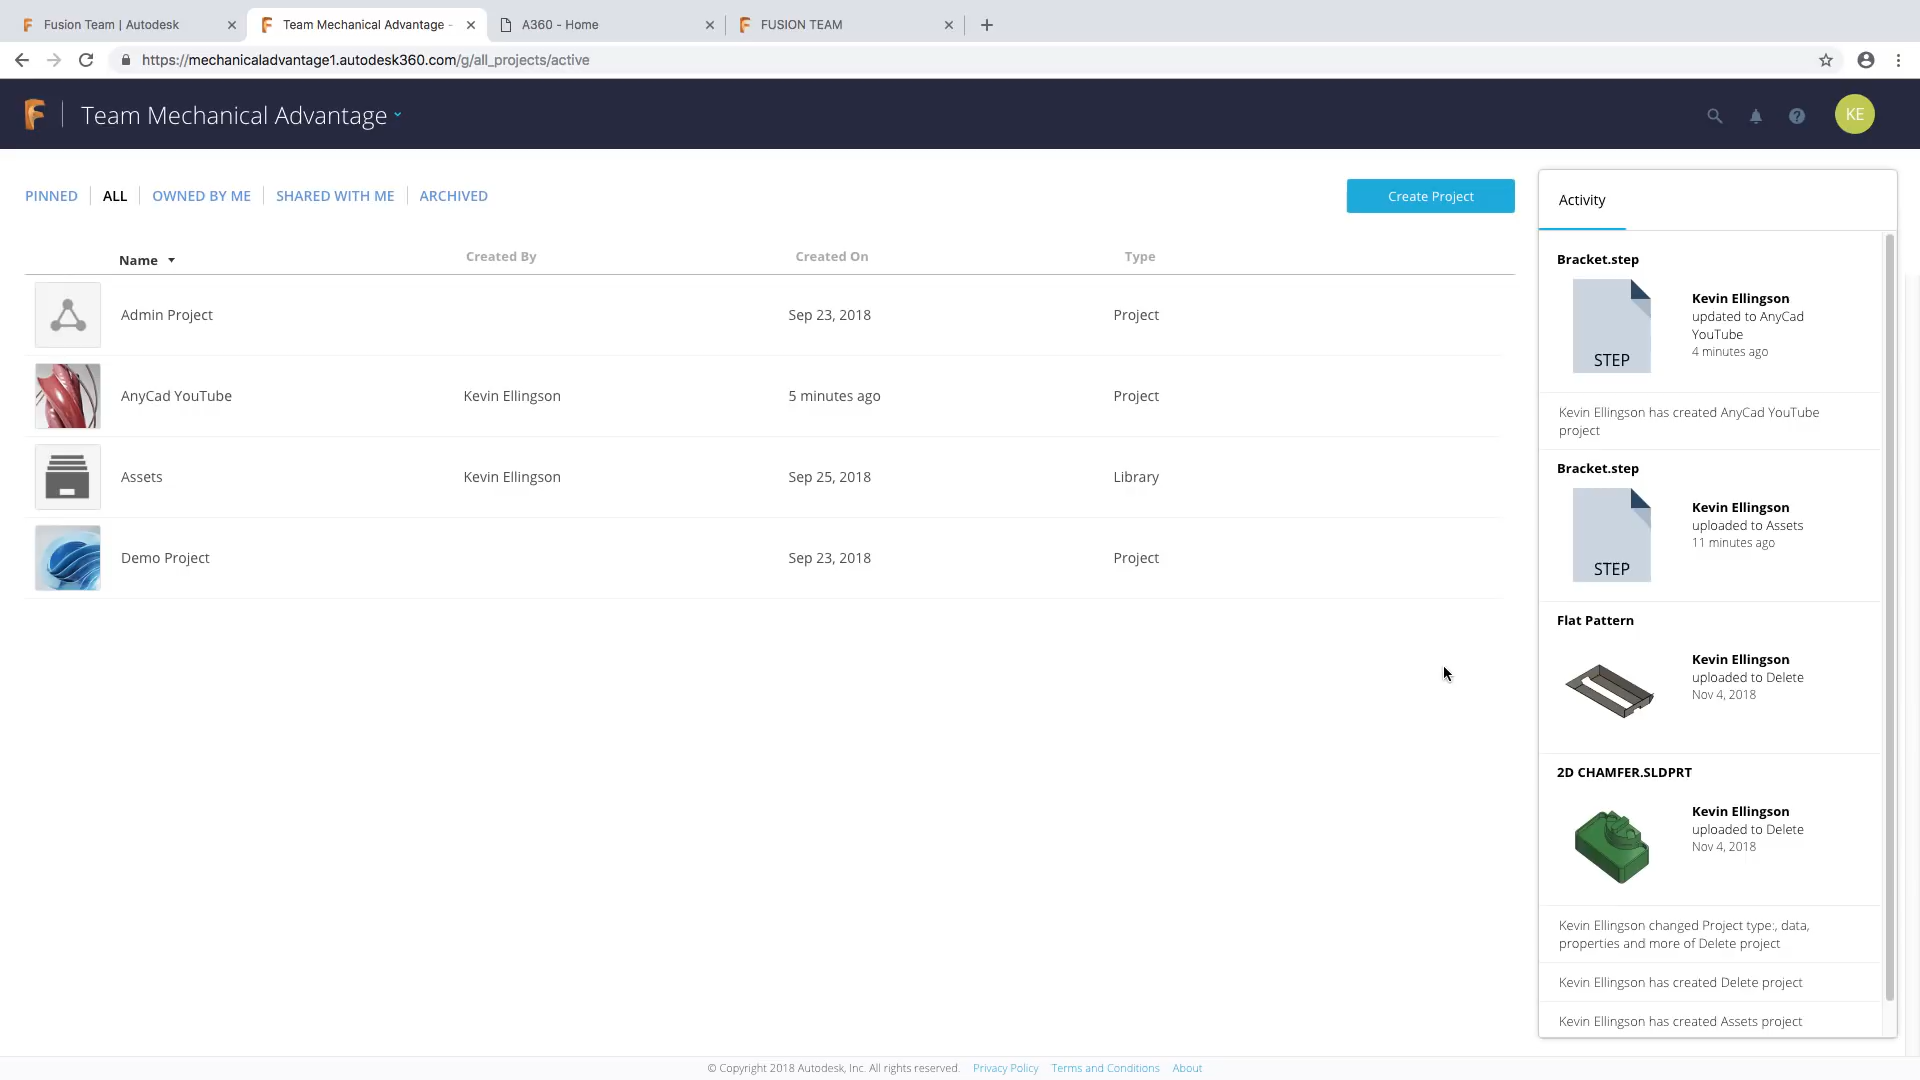 Fusion Team | Autodesk
Team Mechanical Advantage -
A360 - Home
FUSION TEAM
https://mechanicaladvantage1.autodesk360.com/g/all_projects/active
Team Mechanical Advantage
KE
PINNED
ALL
OWNED BY ME
SHARED WITH ME
ARCHIVED
Create Project
Name
Created By
Created On
Type
Admin Project
Sep 23, 2018
Project
AnyCad YouTube
Kevin Ellingson
5 minutes ago
Project
Assets
Kevin Ellingson
Sep 25, 2018
Library
Demo Project
Sep 23, 2018
Project
Activity
Bracket.step
STEP
Kevin Ellingson
updated to AnyCad
YouTube
4 minutes ago
Kevin Ellingson has created AnyCad YouTube
project
Bracket.step
STEP
Kevin Ellingson
uploaded to Assets
11 minutes ago
Flat Pattern
Kevin Ellingson
uploaded to Delete
Nov 4, 2018
2D CHAMFER.SLDPRT
Kevin Ellingson
uploaded to Delete
Nov 4, 2018
Kevin Ellingson changed Project type:, data,
properties and more of Delete project
Kevin Ellingson has created Delete project
Kevin Ellingson has created Assets project
© Copyright 2018 Autodesk, Inc. All rights reserved.
Privacy Policy
Terms and Conditions
About